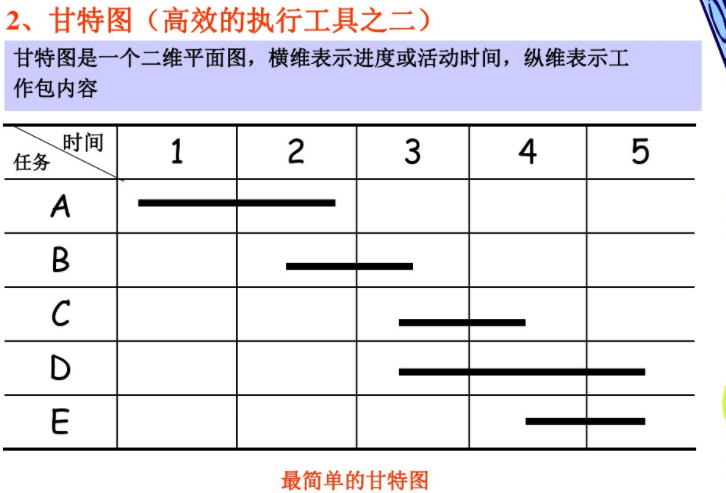 2、甘特图（高效的执行工具之二）
甘特图是一个二维平面图，横维表示进度或活动时间，纵维表示工
作包内容
时间
任务
1 2 3 4 5
A
B
C
D
E
最简单的甘特图